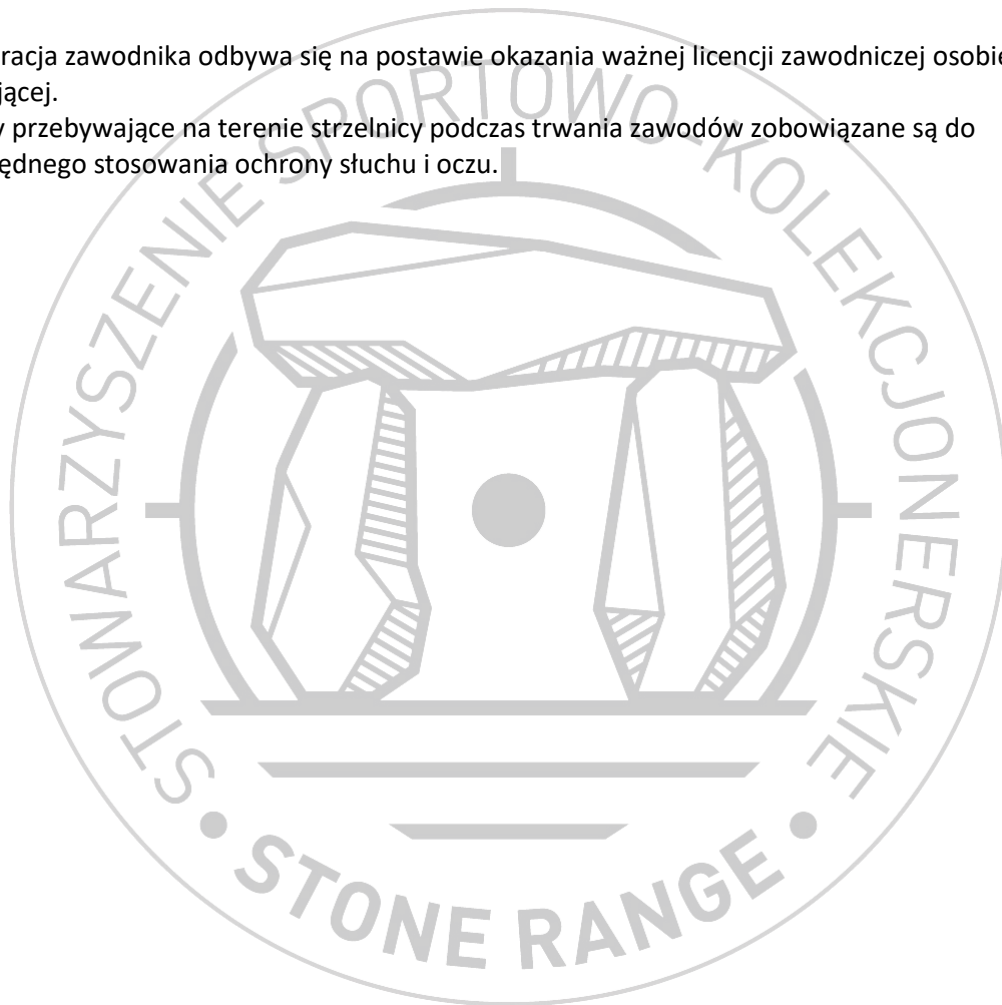 racja zawodnika odbywa się na postawie okazania ważnej licencji zawodniczej osobie
jącej.
y przebywające na terenie strzelnicy podczas trwania zawodów zobowiązane są do
ędnego stosowania ochrony słuchu i oczu.
STOWARZYSZENIE SPORTOWO-KOLEKCJONERSKIE
• STONE RANGE •